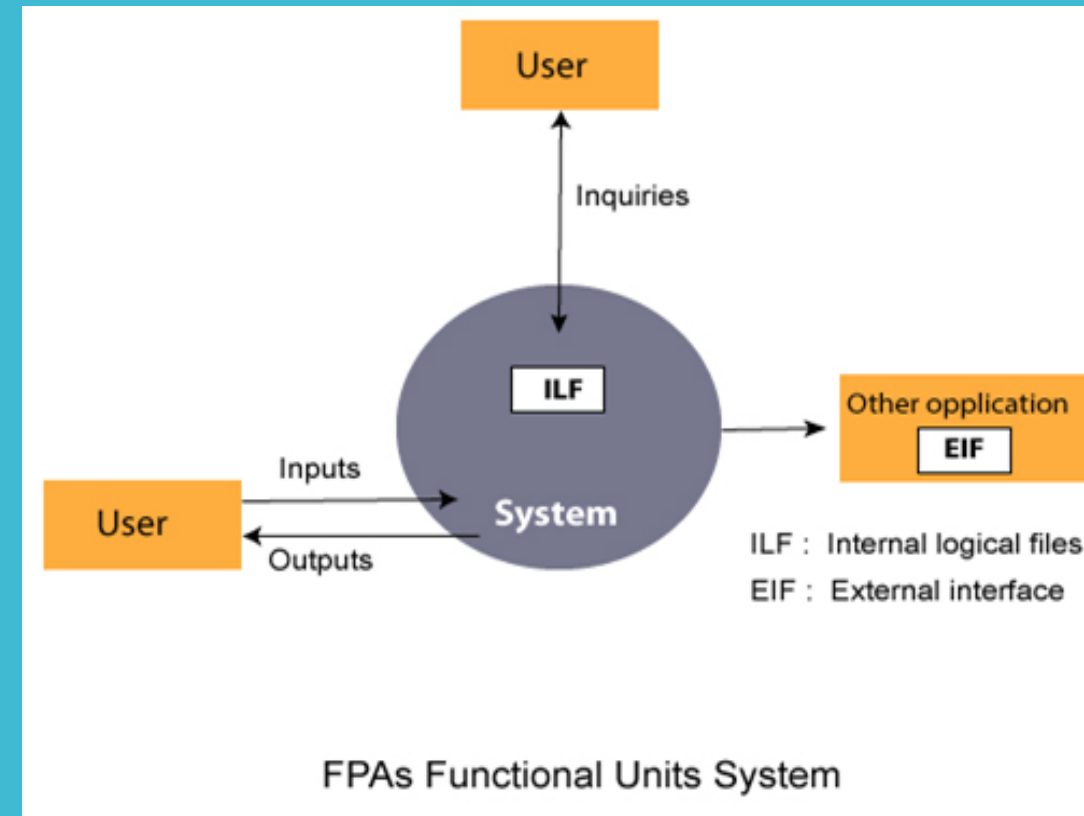 User
Inquiries
ILF
Other opplication
EIF
Inputs
User
System
Outputs
ILF : Internal logical files
EIF : External interface
FPAs Functional Units System